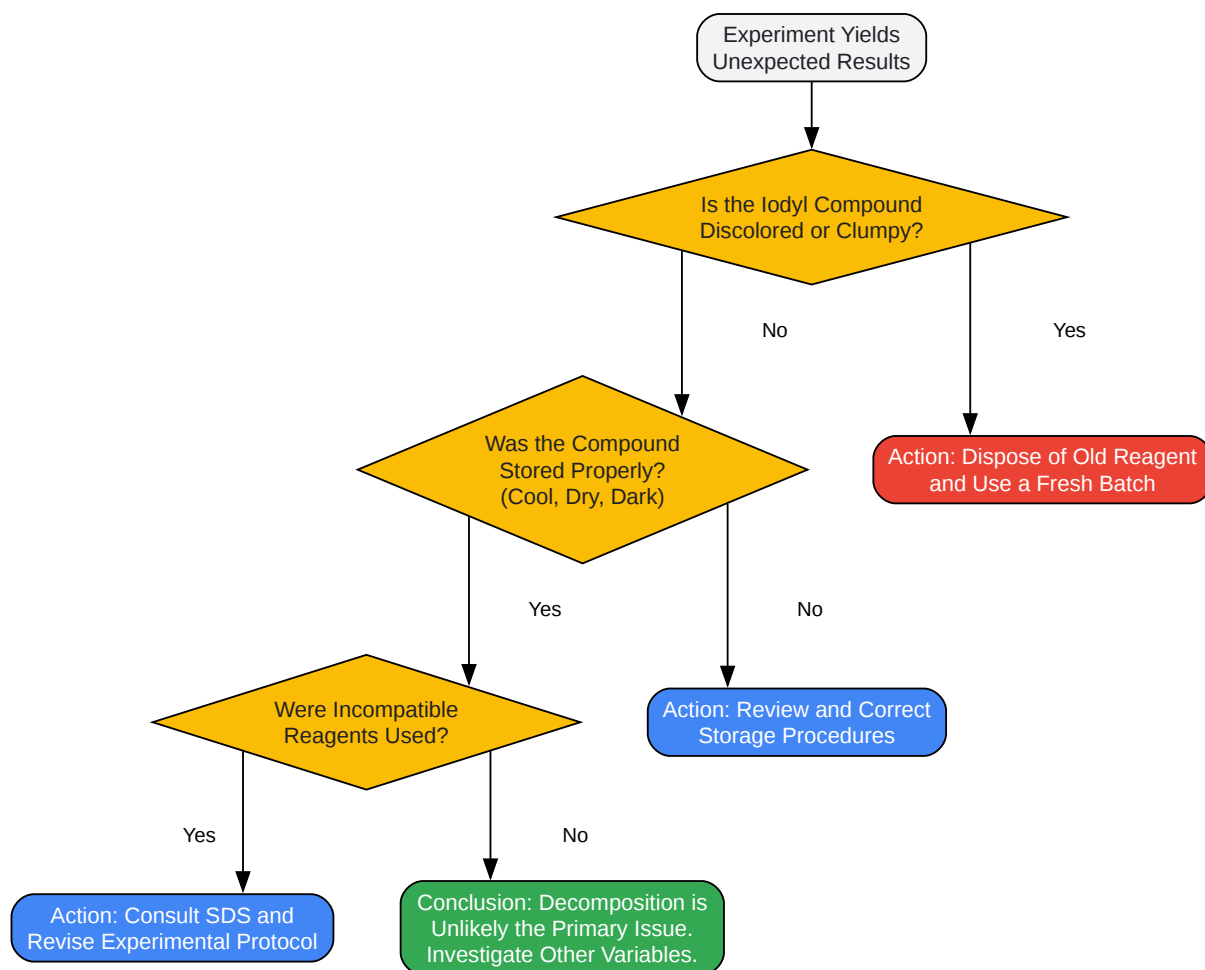 Experiment Yields
Unexpected Results
Is the Iodyl Compound
Discolored or Clumpy?
No
Yes
Was the Compound
Stored Properly?
(Cool, Dry, Dark)
Action: Dispose of Old Reagent
and Use a Fresh Batch
Yes
No
Were Incompatible
Reagents Used?
Action: Review and Correct
Storage Procedures
Yes
No
Action: Consult SDS and
Revise Experimental Protocol
Conclusion: Decomposition is
Unlikely the Primary Issue.
Investigate Other Variables.